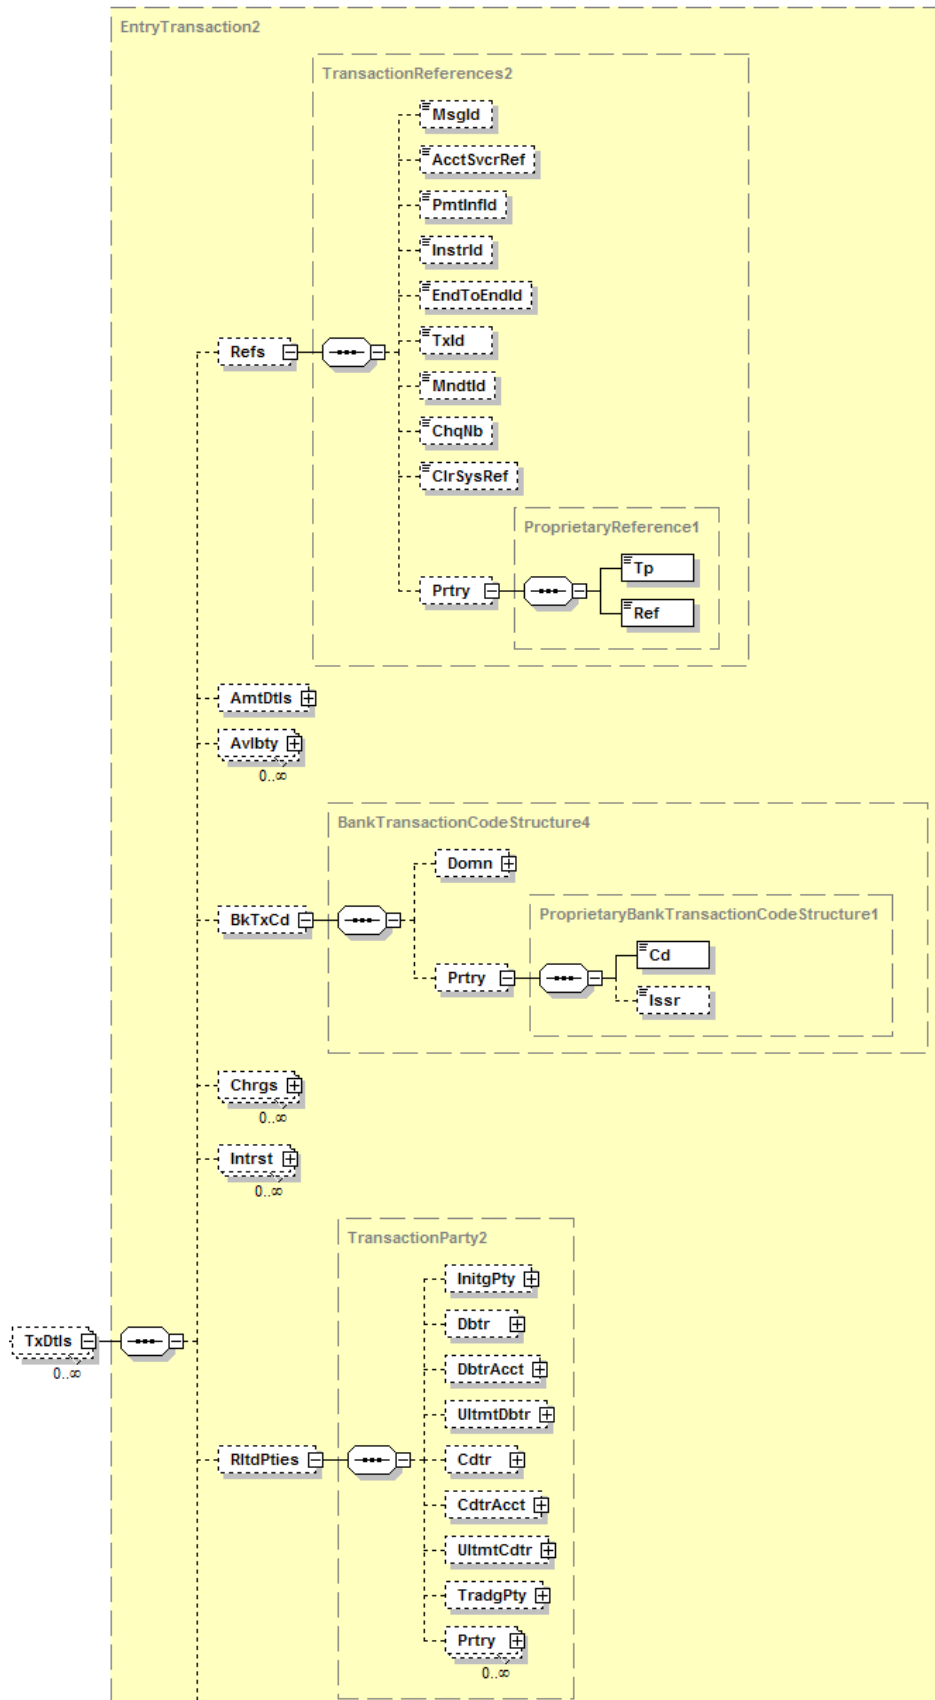 EntryTransaction2
TransactionReferences2
MsgId
AcctSvcrRef
PmtInfId
InstrId
EndToEndId
TxId
MndtId
ChqNb
ClrSysRef
ProprietaryReference1
Tp
Ref
Prtry
Refs
AmtDtls
Avlbty
0..∞
BankTransactionCodeStructure4
Domn
ProprietaryBankTransactionCodeStructure1
Cd
Issr
Prtry
BkTxCd
Chrgs
0..∞
Intrst
0..∞
TransactionParty2
InitgPty
Dbtr
DbtrAcct
UltmtDbtr
Cdtr
CdtrAcct
UltmtCdtr
TradgPty
Prtry
0..∞
RltdPties
TxDtls
0..∞